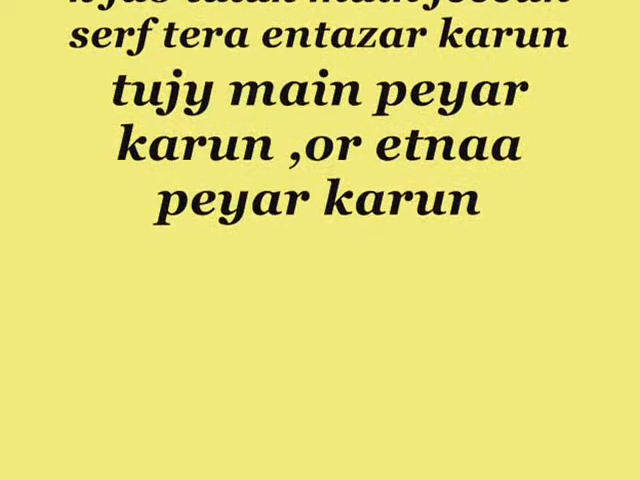 serf tera entazar karun
tujy main peyar
karun ,or etnaa
peyar karun